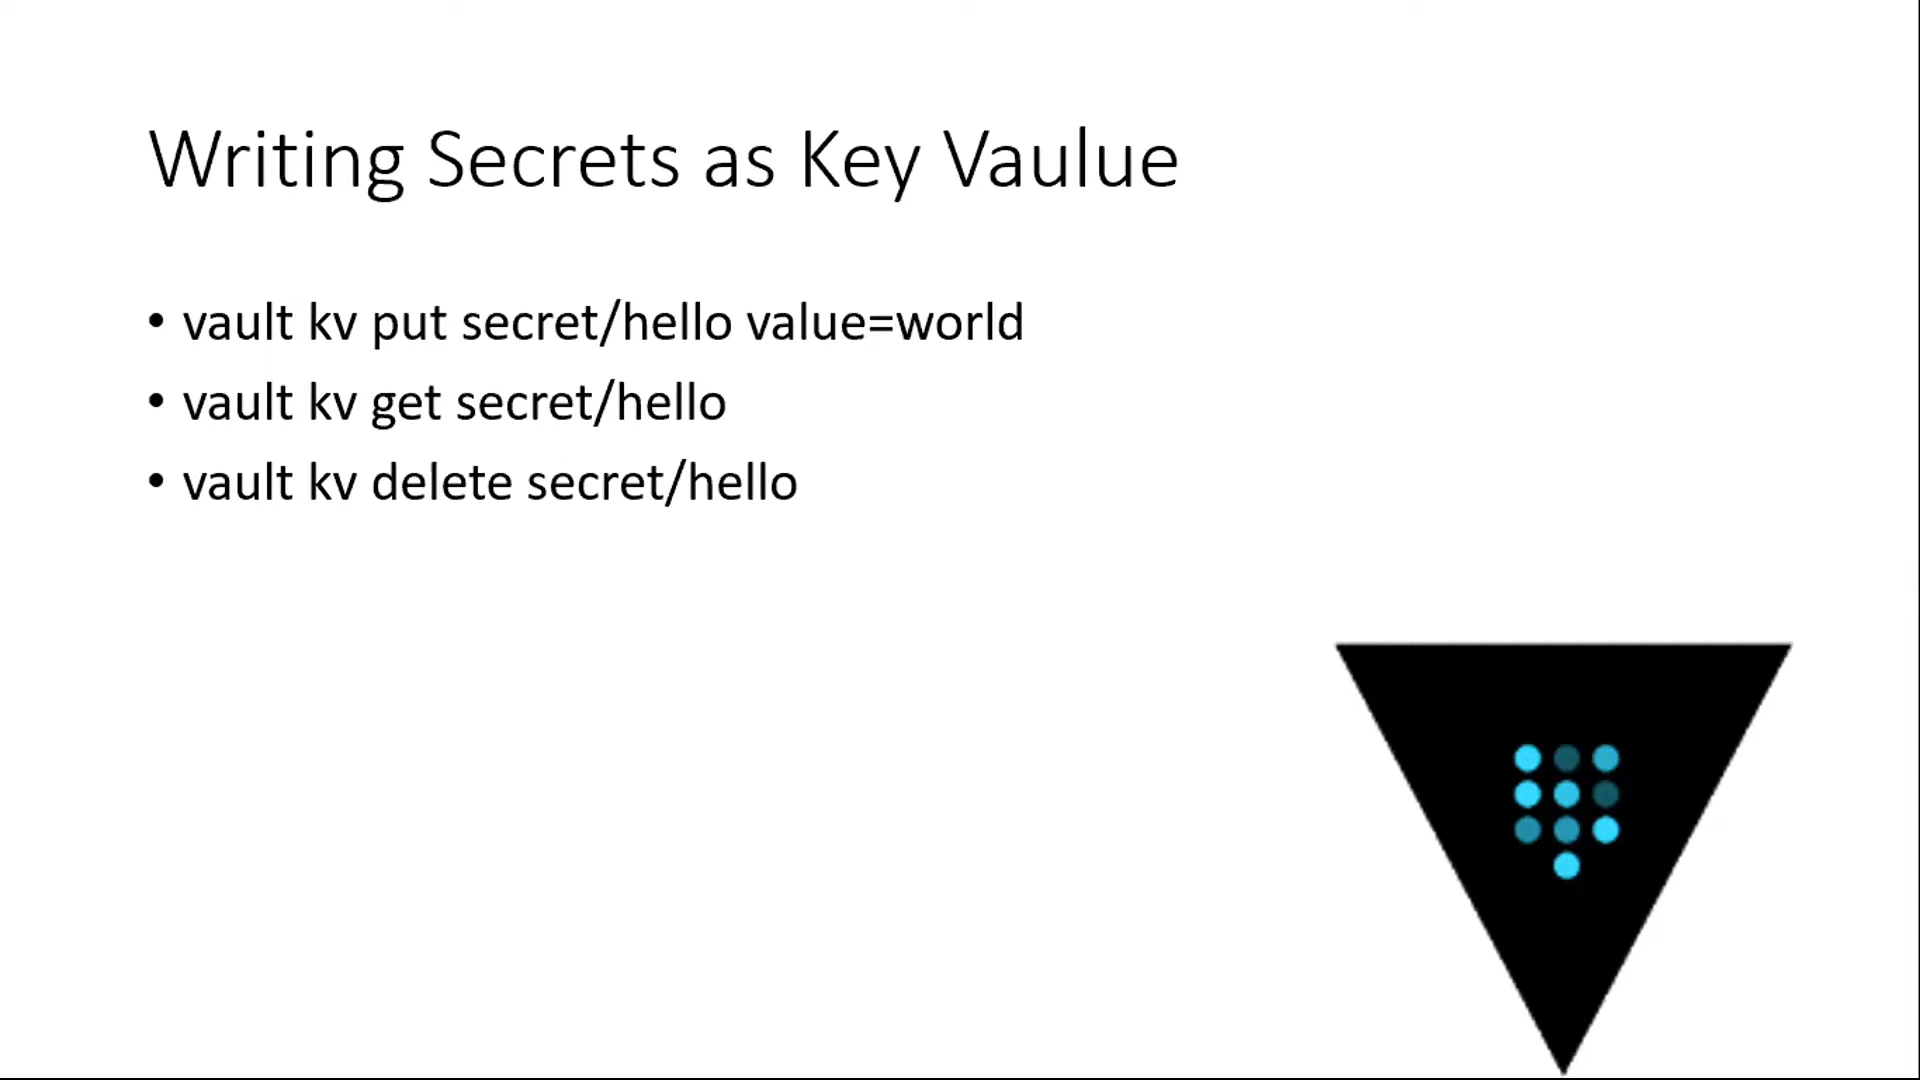 Writing Secrets as Key Vaulue
• vault kv put secret/hello value=world
• vault kv get secret/hello
• vault kv delete secret/hello